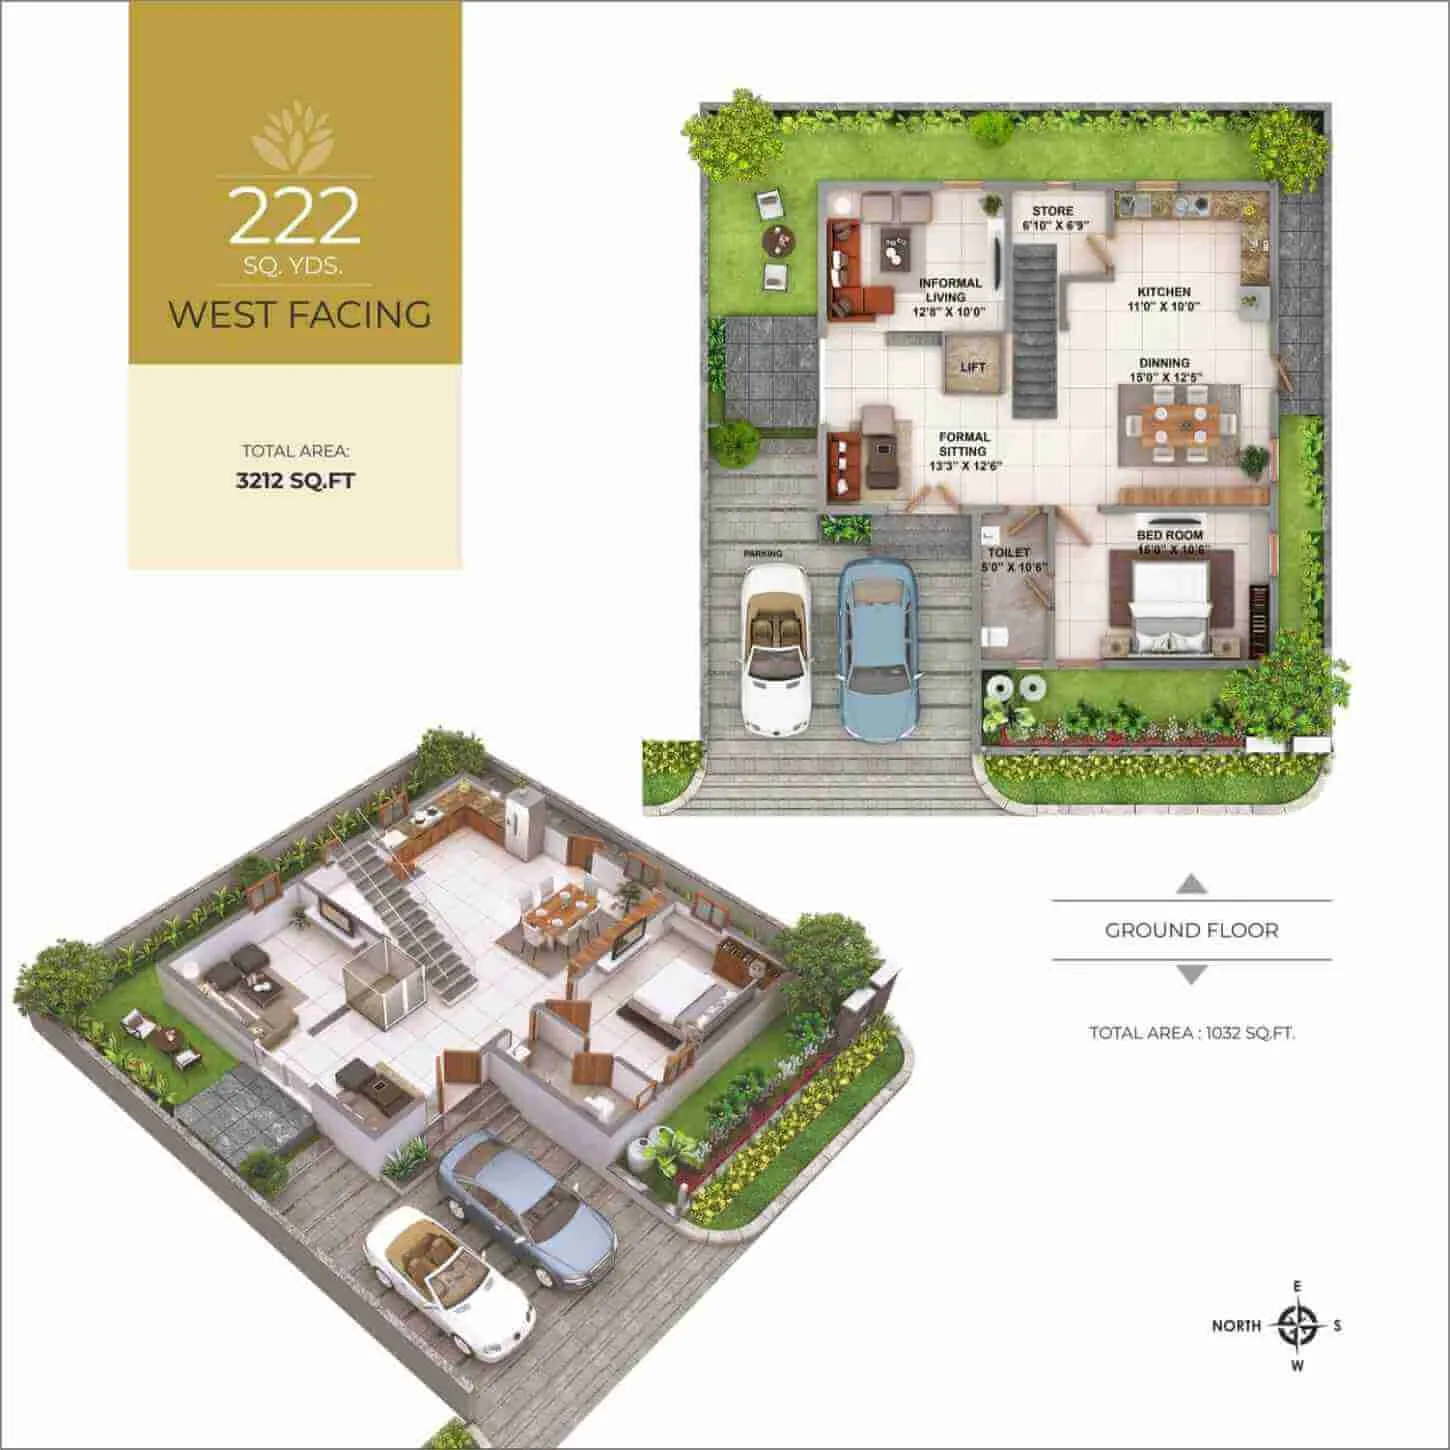 222
SQ. YDS.
WEST FACING
TOTAL AREA:
3212 SQ.FT
STORE
6'10" X 6'9"
INFORMAL
LIVING
12'8" X 10'0"
KITCHEN
11'0" X 10'0"
LIFT
DINNING
15'0" X 12'5"
FORMAL
SITTING
13'3" X 12'6"
PARKING
TOILET
5'0" X 10'6"
BED ROOM
15'0" X 10'6"
GROUND FLOOR
TOTAL AREA : 1032 SQ.FT.
E
NORTH
S
W